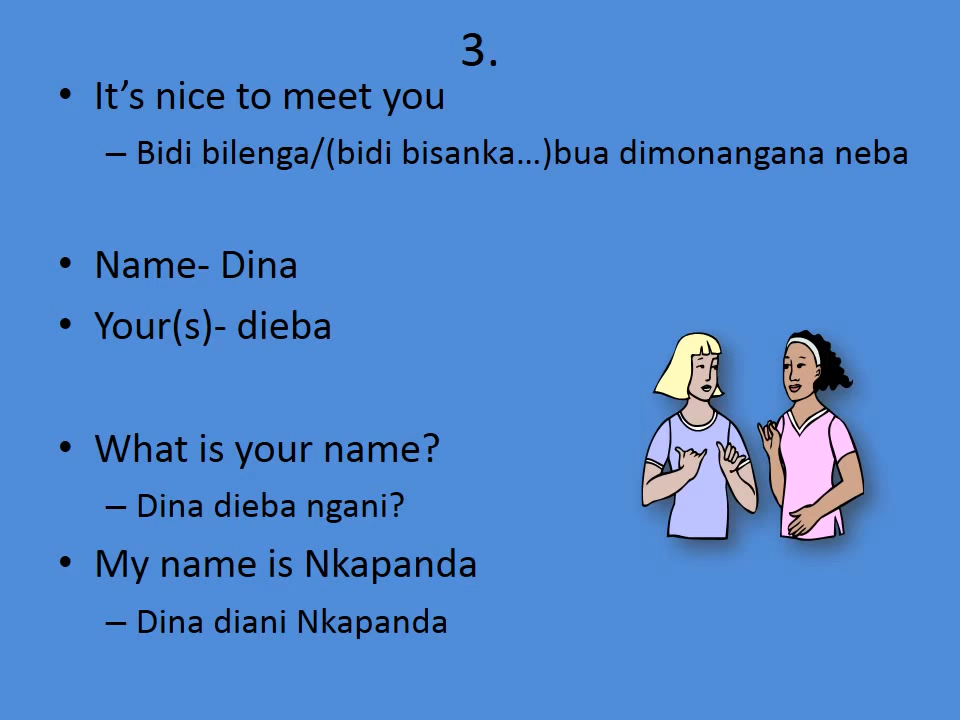 3.
• It’s nice to meet you
– Bidi bilenga/(bidi bisanka…)bua dimonangana neba
• Name- Dina
• Your(s)- dieba
• What is your name?
– Dina dieba ngani?
• My name is Nkapanda
– Dina diani Nkapanda